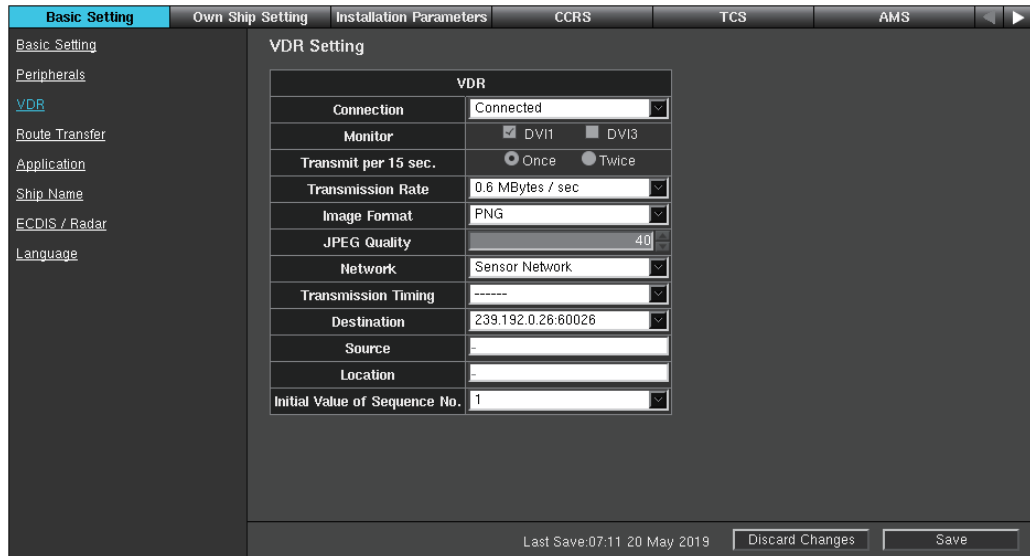 Basic Setting Own Ship Setting Installation Parameters CCRS TCS AMS
Basic Setting
Peripherals
VDR
Route Transfer
Application
Ship Name
ECDIS / Radar
Language
VDR Setting
VDR
Connection Connected
Monitor DVI1 DVI3
Transmit per 15 sec. Once Twice
Transmission Rate 0.6 MBytes / sec
Image Format PNG
JPEG Quality 40
Network Sensor Network
Transmission Timing ------
Destination 239.192.0.26:60026
Source -
Location -
Initial Value of Sequence No. 1
Last Save:07:11 20 May 2019 Discard Changes Save